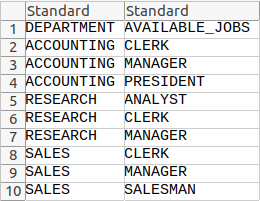 Standard Standard
1 DEPARTMENT AVAILABLE_JOBS
2 ACCOUNTING CLERK
3 ACCOUNTING MANAGER
4 ACCOUNTING PRESIDENT
5 RESEARCH ANALYST
6 RESEARCH CLERK
7 RESEARCH MANAGER
8 SALES CLERK
9 SALES MANAGER
10 SALES SALESMAN